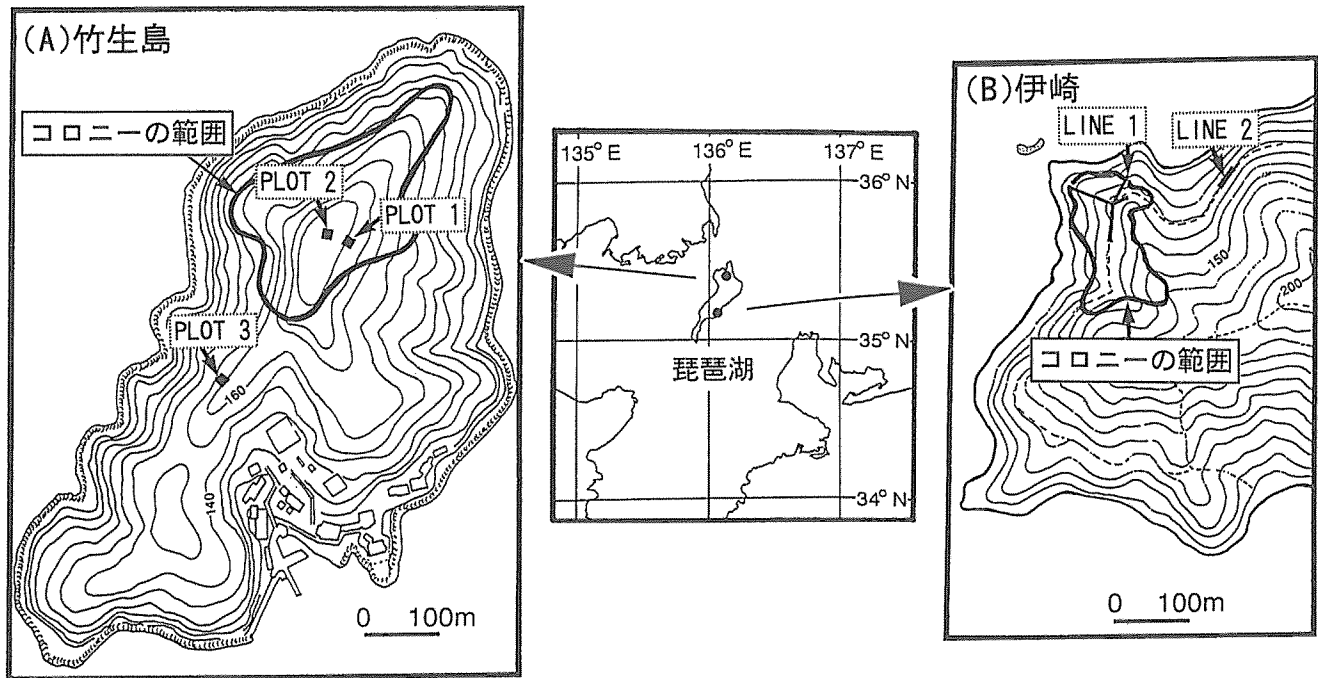 (A)竹生島
コロニーの範囲
PLOT 2
PLOT 1
PLOT 3
160
140
0 100m
135° E
136° E
137° E
36° N
35° N
34° N
琵琶湖
(B)伊崎
LINE 1
LINE 2
150
200
コロニーの範囲
0 100m